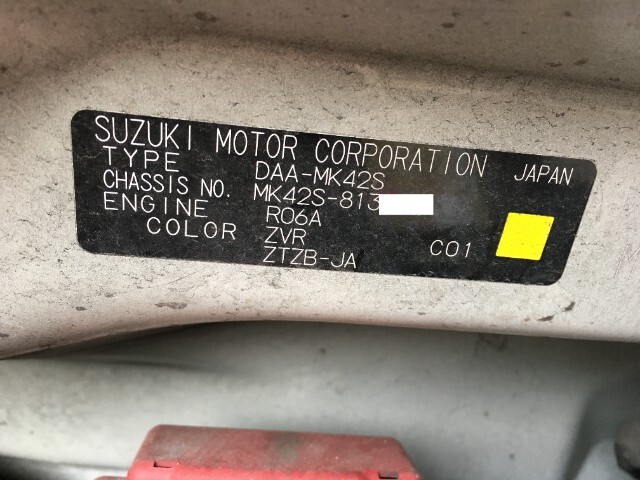 SUZUKI MOTOR CORPORATION JAPAN
TYPE DAA-MK42S
CHASSIS NO. MK42S-813
ENGINE R06A
COLOR ZVR
ZTZB-JA C01